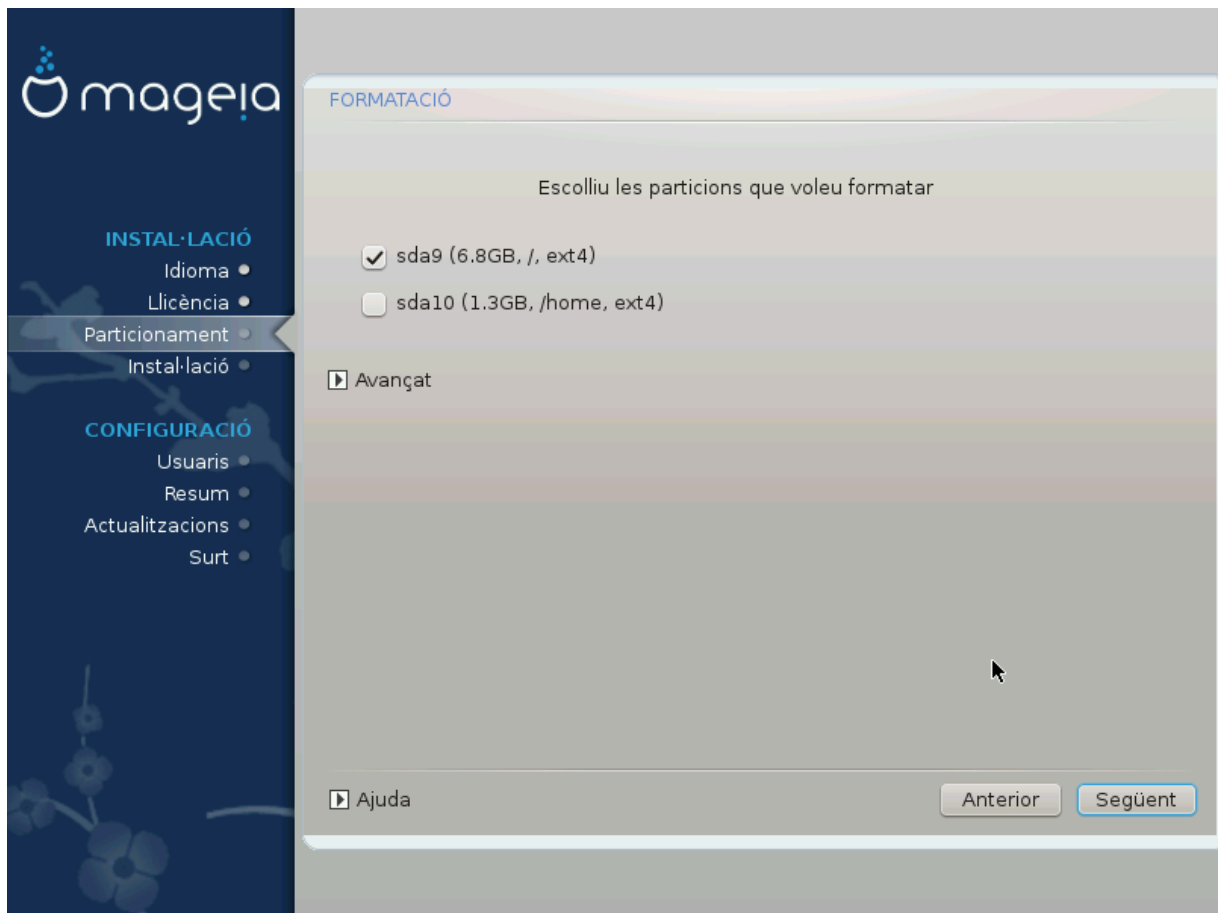 mageia
INSTAL·LACIÓ
Idioma
Llicència
Particionament
Instal·lació
CONFIGURACIÓ
Usuaris
Resum
Actualitzacions
Surt
FORMATACIÓ
Escolliu les particions que voleu formatar
sda9 (6.8GB, /, ext4)
sda10 (1.3GB, /home, ext4)
Avançat
Ajuda
Anterior
Següent